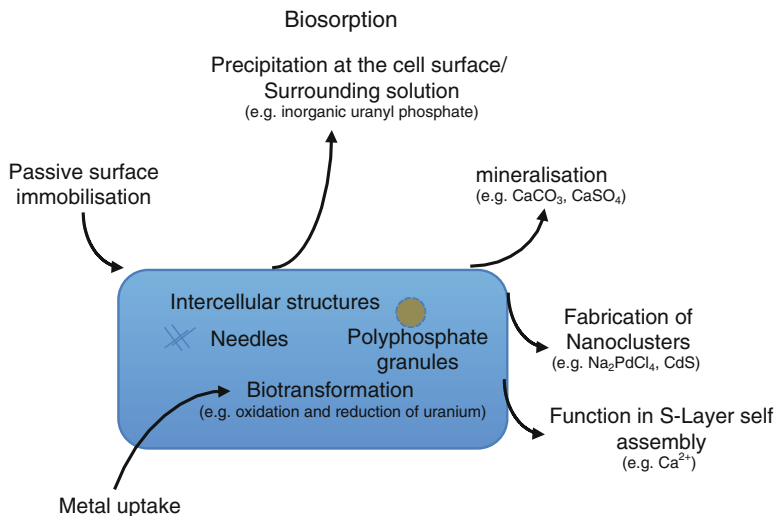 Biosorption
Precipitation at the cell surface/
Surrounding solution
(e.g. inorganic uranyl phosphate)
Passive surface
immobilisation
mineralisation
(e.g. CaCO₃, CaSO₄)
Intercellular structures
Needles
Polyphosphate
granules
Biotransformation
(e.g. oxidation and reduction of uranium)
Fabrication of
Nanoclusters
(e.g. Na₂PdCl₄, CdS)
Function in S-Layer self
assembly
(e.g. Ca²⁺)
Metal uptake